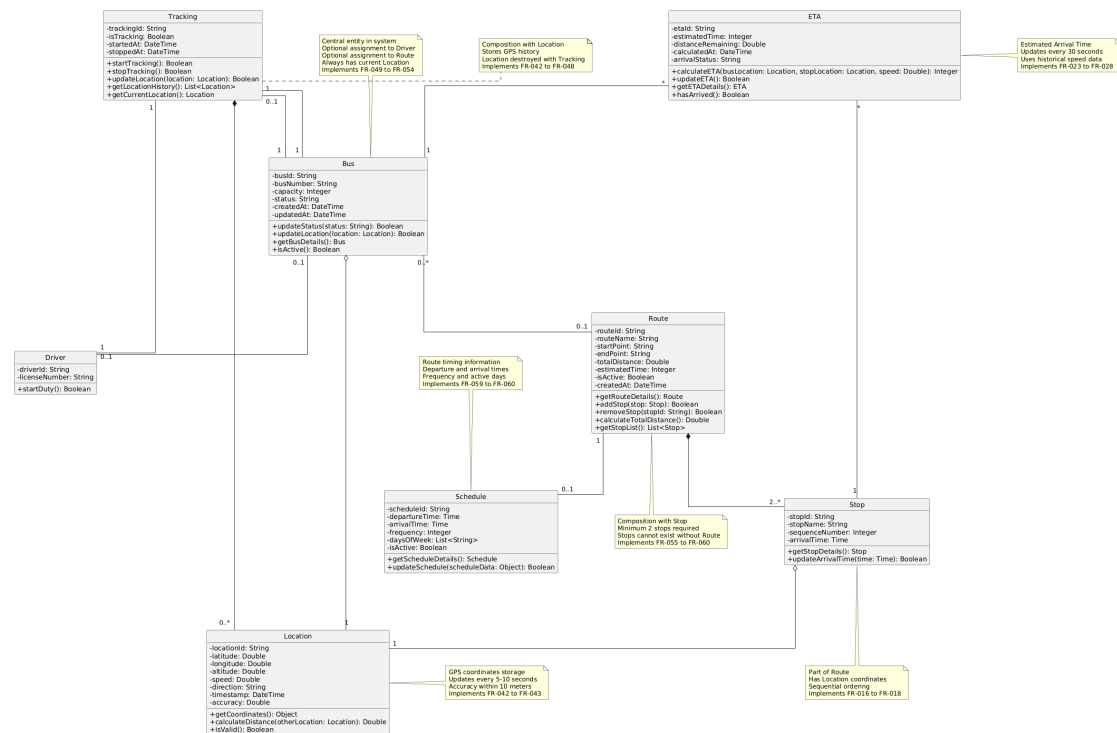 Tracking
-trackingId: String
-isTracking: Boolean
-startedAt: DateTime
-stoppedAt: DateTime
+startTracking(): Boolean
+stopTracking(): Boolean
+updateLocation(location: Location): Boolean
+getLocationHistory(): List<Location>
+getCurrentLocation(): Location
Central entity in system
Optional assignment to Driver
Optional assignment to Route
Always has current Location
Implements FR-049 to FR-054
Composition with Location
Stores GPS history
Location destroyed with Tracking
Implements FR-042 to FR-048
ETA
-etaId: String
-estimatedTime: Integer
-distanceRemaining: Double
-calculatedAt: DateTime
-arrivalStatus: String
+calculateETA(busLocation: Location, stopLocation: Location, speed: Double): Integer
+updateETA(): Boolean
+getETADetails(): ETA
+hasArrived(): Boolean
Estimated Arrival Time
Updates every 30 seconds
Uses historical speed data
Implements FR-023 to FR-028
1
0..1
1
*
*
1
1
1
Bus
-busId: String
-busNumber: String
-capacity: Integer
-status: String
-createdAt: DateTime
-updatedAt: DateTime
+updateStatus(status: String): Boolean
+updateLocation(location: Location): Boolean
+getBusDetails(): Bus
+isActive(): Boolean
0..1
0..*
0..1
Route
-routeId: String
-routeName: String
-startPoint: String
-endPoint: String
-totalDistance: Double
-estimatedTime: Integer
-isActive: Boolean
-createdAt: DateTime
+getRouteDetails(): Route
+addStop(stop: Stop): Boolean
+removeStop(stopId: String): Boolean
+calculateTotalDistance(): Double
+getStopList(): List<Stop>
1
0..1
Driver
-driverId: String
-licenseNumber: String
+startDuty(): Boolean
Route timing information
Departure and arrival times
Frequency and active days
Implements FR-059 to FR-060
1
0..1
2..*
1
Schedule
-scheduleId: String
-departureTime: Time
-arrivalTime: Time
-frequency: Integer
-daysOfWeek: List<String>
-isActive: Boolean
+getScheduleDetails(): Schedule
+updateSchedule(scheduleData: Object): Boolean
Composition with Stop
Minimum 2 stops required
Stops cannot exist without Route
Implements FR-055 to FR-060
Stop
-stopId: String
-stopName: String
-sequenceNumber: Integer
-arrivalTime: Time
+getStopDetails(): Stop
+updateArrivalTime(time: Time): Boolean
0..*
1
1
Location
-locationId: String
-latitude: Double
-longitude: Double
-altitude: Double
-speed: Double
-direction: String
-timestamp: DateTime
-accuracy: Double
+getCoordinates(): Object
+calculateDistance(otherLocation: Location): Double
+isValid(): Boolean
GPS coordinates storage
Updates every 5-10 seconds
Accuracy within 10 meters
Implements FR-042 to FR-043
Part of Route
Has Location coordinates
Sequential ordering
Implements FR-016 to FR-018